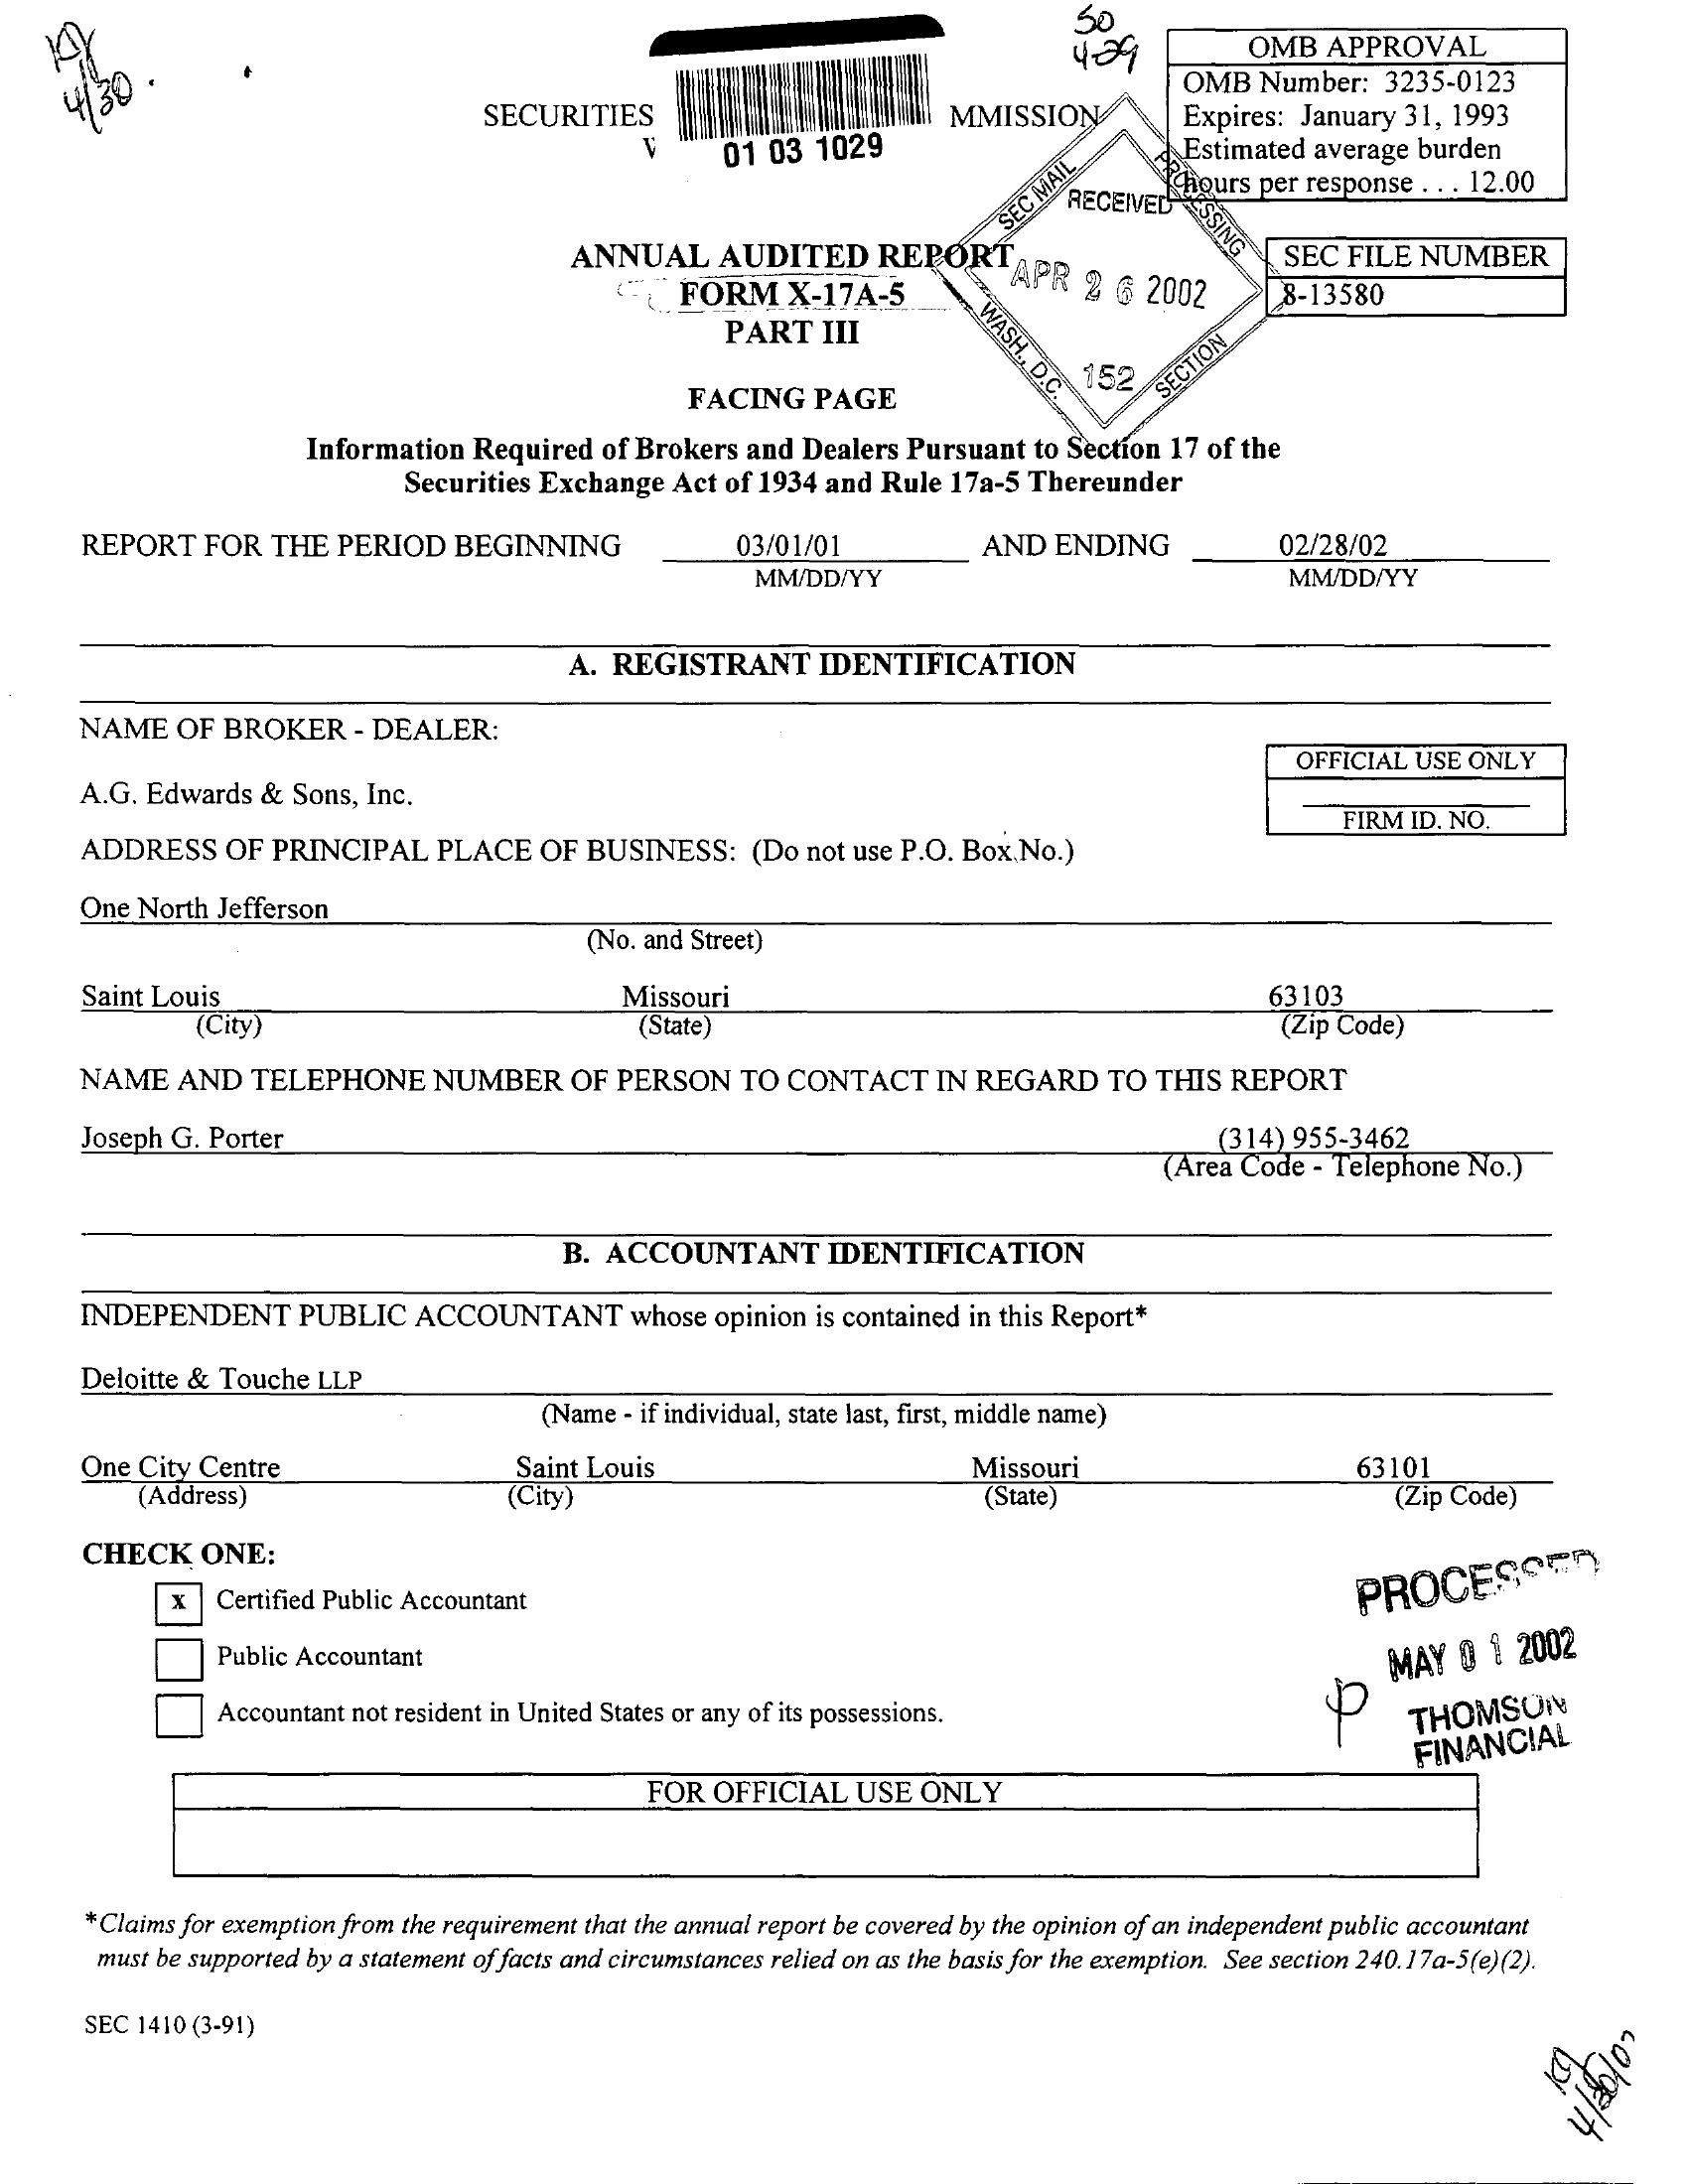 4/30
50
4-29
OMB APPROVAL
OMB Number: 3235-0123
Expires: January 31, 1993
Estimated average burden
hours per response . . . 12.00
SECURITIES
MMISSION
01 03 1029
SEC MAIL
PROCESSING
RECEIVED
APR 26 2002
WASH., D.C.
152
SECTION
ANNUAL AUDITED REPORT
FORM X-17A-5
PART III
SEC FILE NUMBER
8-13580
FACING PAGE
Information Required of Brokers and Dealers Pursuant to Section 17 of the
Securities Exchange Act of 1934 and Rule 17a-5 Thereunder
REPORT FOR THE PERIOD BEGINNING 03/01/01 AND ENDING 02/28/02
MM/DD/YY MM/DD/YY
A. REGISTRANT IDENTIFICATION
NAME OF BROKER - DEALER:
OFFICIAL USE ONLY
FIRM ID. NO.
A.G. Edwards & Sons, Inc.
ADDRESS OF PRINCIPAL PLACE OF BUSINESS: (Do not use P.O. Box No.)
One North Jefferson
(No. and Street)
Saint Louis Missouri 63103
(City) (State) (Zip Code)
NAME AND TELEPHONE NUMBER OF PERSON TO CONTACT IN REGARD TO THIS REPORT
Joseph G. Porter (314) 955-3462
(Area Code - Telephone No.)
B. ACCOUNTANT IDENTIFICATION
INDEPENDENT PUBLIC ACCOUNTANT whose opinion is contained in this Report*
Deloitte & Touche LLP
(Name - if individual, state last, first, middle name)
One City Centre Saint Louis Missouri 63101
(Address) (City) (State) (Zip Code)
CHECK ONE:
x Certified Public Accountant
Public Accountant
Accountant not resident in United States or any of its possessions.
PROCESSED
MAY 01 2002
THOMSON
FINANCIAL
FOR OFFICIAL USE ONLY
*Claims for exemption from the requirement that the annual report be covered by the opinion of an independent public accountant
must be supported by a statement of facts and circumstances relied on as the basis for the exemption. See section 240.17a-5(e)(2).
SEC 1410 (3-91)